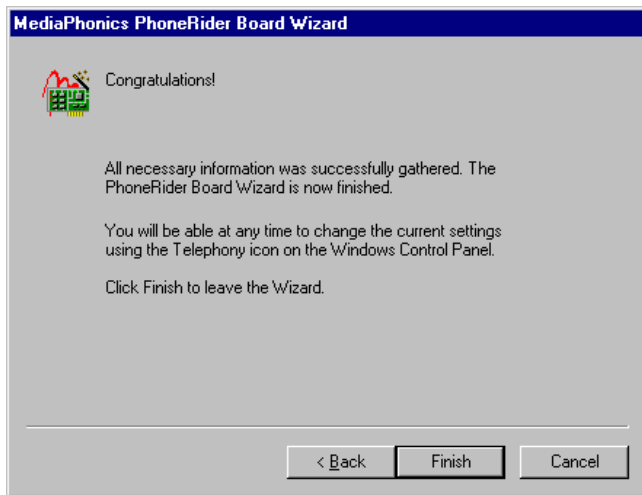 MediaPhonics PhoneRider Board Wizard
Congratulations!
All necessary information was successfully gathered. The
PhoneRider Board Wizard is now finished.
You will be able at any time to change the current settings
using the Telephony icon on the Windows Control Panel.
Click Finish to leave the Wizard.
< Back
Finish
Cancel